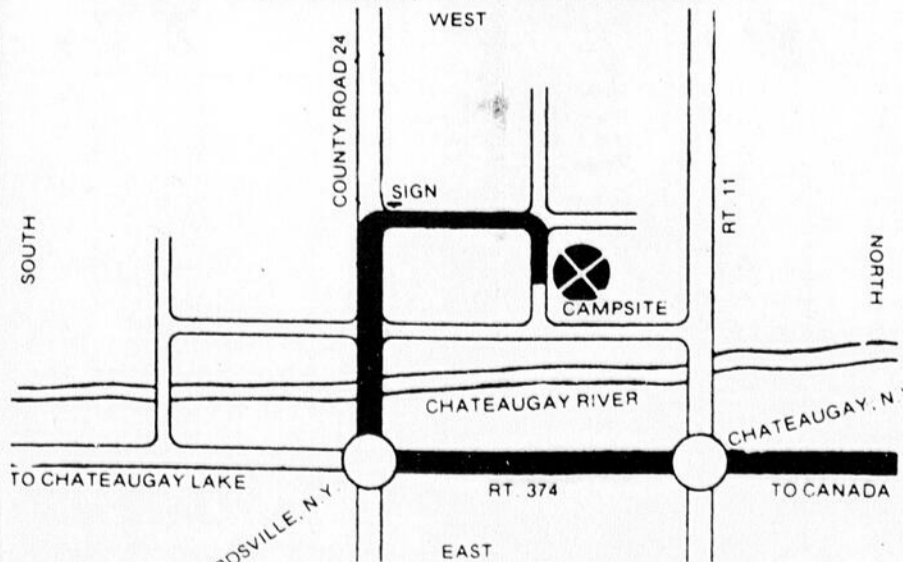 WEST
COUNTY ROAD 24
SIGN
RT. 11
SOUTH
NORTH
CAMPSITE
CHATEAUGAY RIVER
CHATEAUGAY, N.Y
TO CHATEAUGAY LAKE
RT. 374
TO CANADA
N.Y.
EAST